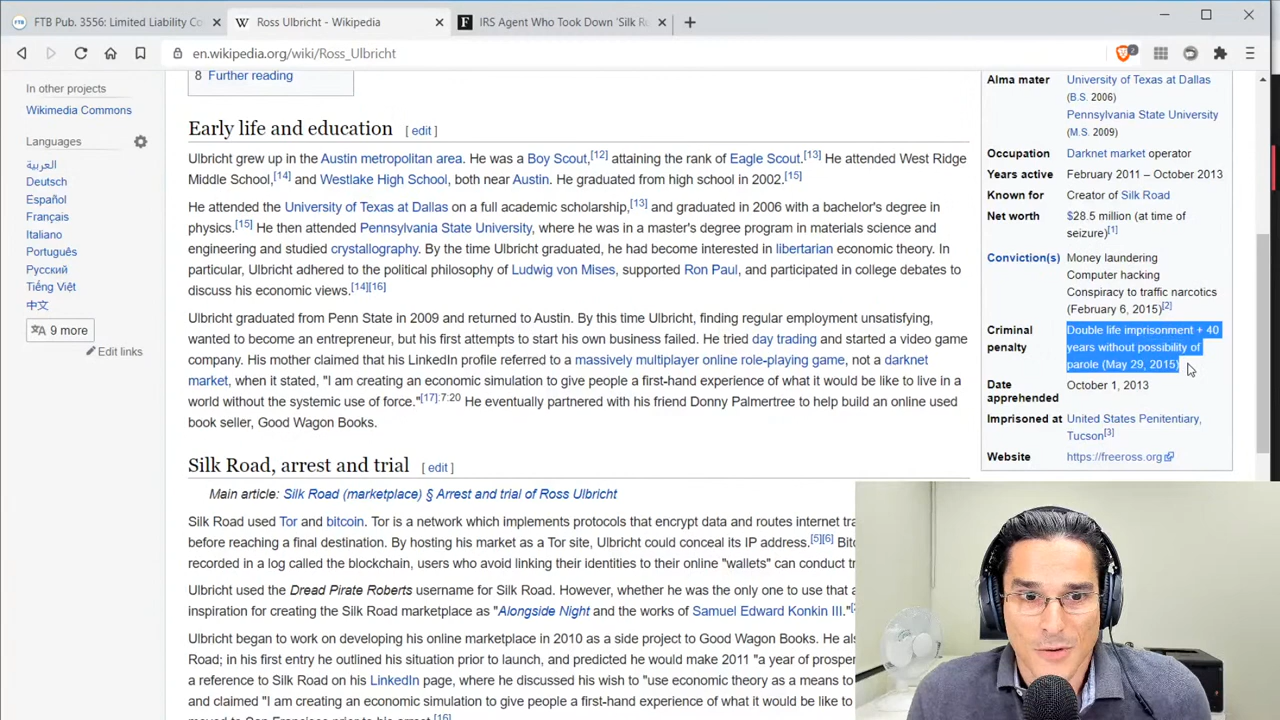 FTB Pub. 3556: Limited Liability Co
Ross Ulbricht - Wikipedia
IRS Agent Who Took Down 'Silk R
en.wikipedia.org/wiki/Ross_Ulbricht
In other projects
Wikimedia Commons
Languages
العربية
Deutsch
Español
Français
Italiano
Português
Русский
Tiếng Việt
中文
9 more
Edit links
8 Further reading
Early life and education [ edit ]
Ulbricht grew up in the Austin metropolitan area. He was a Boy Scout,[12] attaining the rank of Eagle Scout.[13] He attended West Ridge
Middle School,[14] and Westlake High School, both near Austin. He graduated from high school in 2002.[15]
He attended the University of Texas at Dallas on a full academic scholarship,[13] and graduated in 2006 with a bachelor's degree in
physics.[15] He then attended Pennsylvania State University, where he was in a master's degree program in materials science and
engineering and studied crystallography. By the time Ulbricht graduated, he had become interested in libertarian economic theory. In
particular, Ulbricht adhered to the political philosophy of Ludwig von Mises, supported Ron Paul, and participated in college debates to
discuss his economic views.[14][16]
Ulbricht graduated from Penn State in 2009 and returned to Austin. By this time Ulbricht, finding regular employment unsatisfying,
wanted to become an entrepreneur, but his first attempts to start his own business failed. He tried day trading and started a video game
company. His mother claimed that his LinkedIn profile referred to a massively multiplayer online role-playing game, not a darknet
market, when it stated, "I am creating an economic simulation to give people a first-hand experience of what it would be like to live in a
world without the systemic use of force."[17]:7:20 He eventually partnered with his friend Donny Palmertree to help build an online used
book seller, Good Wagon Books.
Silk Road, arrest and trial [ edit ]
Main article: Silk Road (marketplace) § Arrest and trial of Ross Ulbricht
Silk Road used Tor and bitcoin. Tor is a network which implements protocols that encrypt data and routes internet tra
before reaching a final destination. By hosting his market as a Tor site, Ulbricht could conceal its IP address.[5][6] Bit
recorded in a log called the blockchain, users who avoid linking their identities to their online "wallets" can conduct t
Ulbricht used the Dread Pirate Roberts username for Silk Road. However, whether he was the only one to use that a
inspiration for creating the Silk Road marketplace as "Alongside Night and the works of Samuel Edward Konkin III."
Ulbricht began to work on developing his online marketplace in 2010 as a side project to Good Wagon Books. He als
Road; in his first entry he outlined his situation prior to launch, and predicted he would make 2011 "a year of prosper
a reference to Silk Road on his LinkedIn page, where he discussed his wish to "use economic theory as a means to
and claimed "I am creating an economic simulation to give people a first-hand experience of what it would be like to
moved to San Francisco prior to his arrest.[16]
Alma mater University of Texas at Dallas
(B.S. 2006)
Pennsylvania State University
(M.S. 2009)
Occupation Darknet market operator
Years active February 2011 – October 2013
Known for Creator of Silk Road
Net worth $28.5 million (at time of
seizure)[1]
Conviction(s) Money laundering
Computer hacking
Conspiracy to traffic narcotics
(February 6, 2015)[2]
Criminal Double life imprisonment + 40
penalty years without possibility of
parole (May 29, 2015)
Date October 1, 2013
apprehended
Imprisoned at United States Penitentiary,
Tucson[3]
Website https://freeross.org